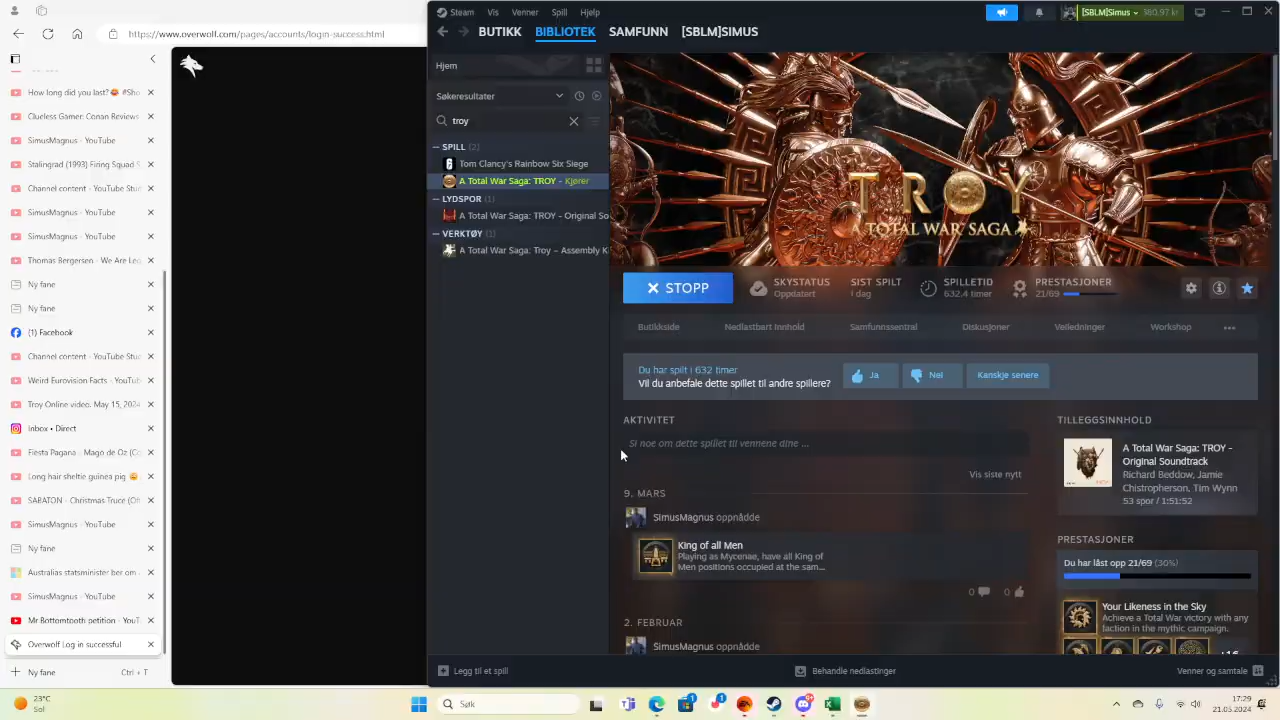 Steam Vis Venner Spill Hjelp
[SBLM]Simus 380,97 kr
https://www.overwolf.com/pages/accounts/login-success.html
BUTIKK BIBLIOTEK SAMFUNN [SBLM]SIMUS
Hjem
Søkeresultater
troy
SPILL (2)
Tom Clancy's Rainbow Six Siege
A Total War Saga: TROY - Kjører
LYDSPOR (1)
A Total War Saga: TROY - Original So
VERKTØY (1)
A Total War Saga: Troy – Assembly K
How long did you last? #Sho
Clueless Gamer: Conan Reviews
SimusMagnus - YouTube
Stalingrad (1993) Firing Squad S
Channel content - YouTube Stu
SimusMagnus - YouTube
SimusMagnus - YouTube
Thomas Bergersen - We Are Leg
Ny fane
Ny fane
(1) Facebook
Channel content - YouTube Stu
Weird Eurovision Facts - YouTu
Troy Online video. May 15, 2024
Inbox • Direct
Fiesta Pagana - Mago de Oz (Co
Long hair sheltie guinea pig
SABATON - Christmas Truce (Off
SimusMagnus - YouTube
Ny fane
Australias statsminister ber om
SimusMagnus - YouTube
Mr Bottomtooth petition - YouT
Overwolf Log in successful
Ny fane Ctrl + T
TROY
A TOTAL WAR SAGA
STOPP
SKYSTATUS
Oppdatert
SIST SPILT
I dag
SPILLETID
632.4 timer
PRESTASJONER
21/69
Butikkside Nedlastbart innhold Samfunnssentral Diskusjoner Veiledninger Workshop
Du har spilt i 632 timer
Vil du anbefale dette spillet til andre spillere?
Ja Nei Kanskje senere
AKTIVITET
Si noe om dette spillet til vennene dine ...
Vis siste nytt
9. MARS
SimusMagnus oppnådde
King of all Men
Playing as Mycenae, have all King of
Men positions occupied at the sam...
0 0
2. FEBRUAR
SimusMagnus oppnådde
TILLEGGSINNHOLD
A Total War Saga: TROY -
Original Soundtrack
Richard Beddow, Jamie
Christopherson, Tim Wynn
53 spor / 1:51:52
PRESTASJONER
Du har låst opp 21/69 (30%)
Your Likeness in the Sky
Achieve a Total War victory with any
faction in the mythic campaign.
+16
Legg til et spill Behandle nedlastinger Venner og samtale
23°C
Søk
17:29
21.05.2024